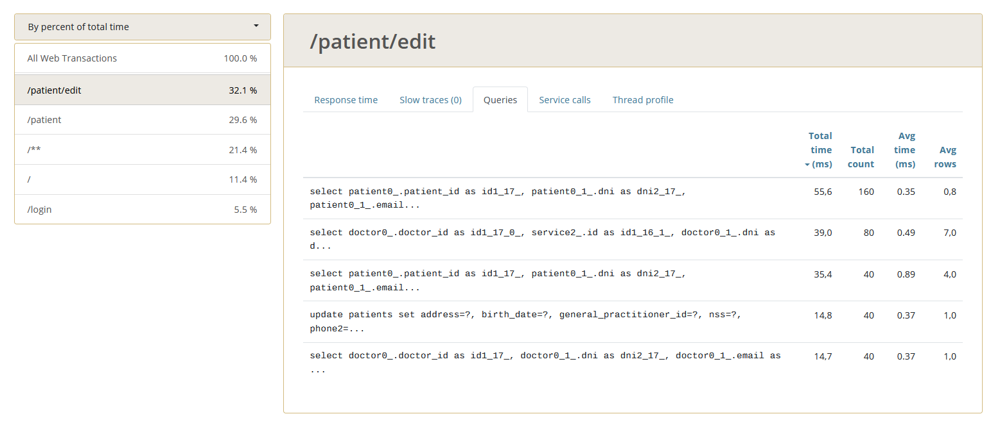 By percent of total time
All Web Transactions 100.0 %
/patient/edit 32.1 %
/patient 29.6 %
/** 21.4 %
/ 11.4 %
/login 5.5 %
/patient/edit
Response time Slow traces (0) Queries Service calls Thread profile
Total time (ms) Total count Avg time (ms) Avg rows
select patient0_.patient_id as id1_17_, patient0_1_.dni as dni2_17_, 55,6 160 0.35 0,8
patient0_1_.email...
select doctor0_.doctor_id as id1_17_0_, service2_.id as id1_16_1_, doctor0_1_.dni as 39,0 80 0.49 7,0
d...
select patient0_.patient_id as id1_17_, patient0_1_.dni as dni2_17_, 35,4 40 0.89 4,0
patient0_1_.email...
update patients set address=?, birth_date=?, general_practitioner_id=?, nss=?, 14,8 40 0.37 1,0
phone2=...
select doctor0_.doctor_id as id1_17_, doctor0_1_.dni as dni2_17_, doctor0_1_.email as 14,7 40 0.37 1,0
...